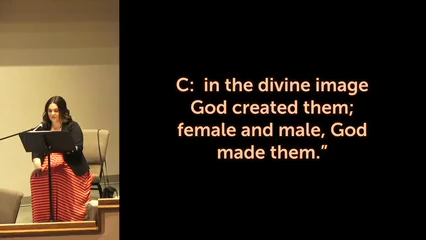 C: in the divine image
God created them;
female and male, God
made them.”